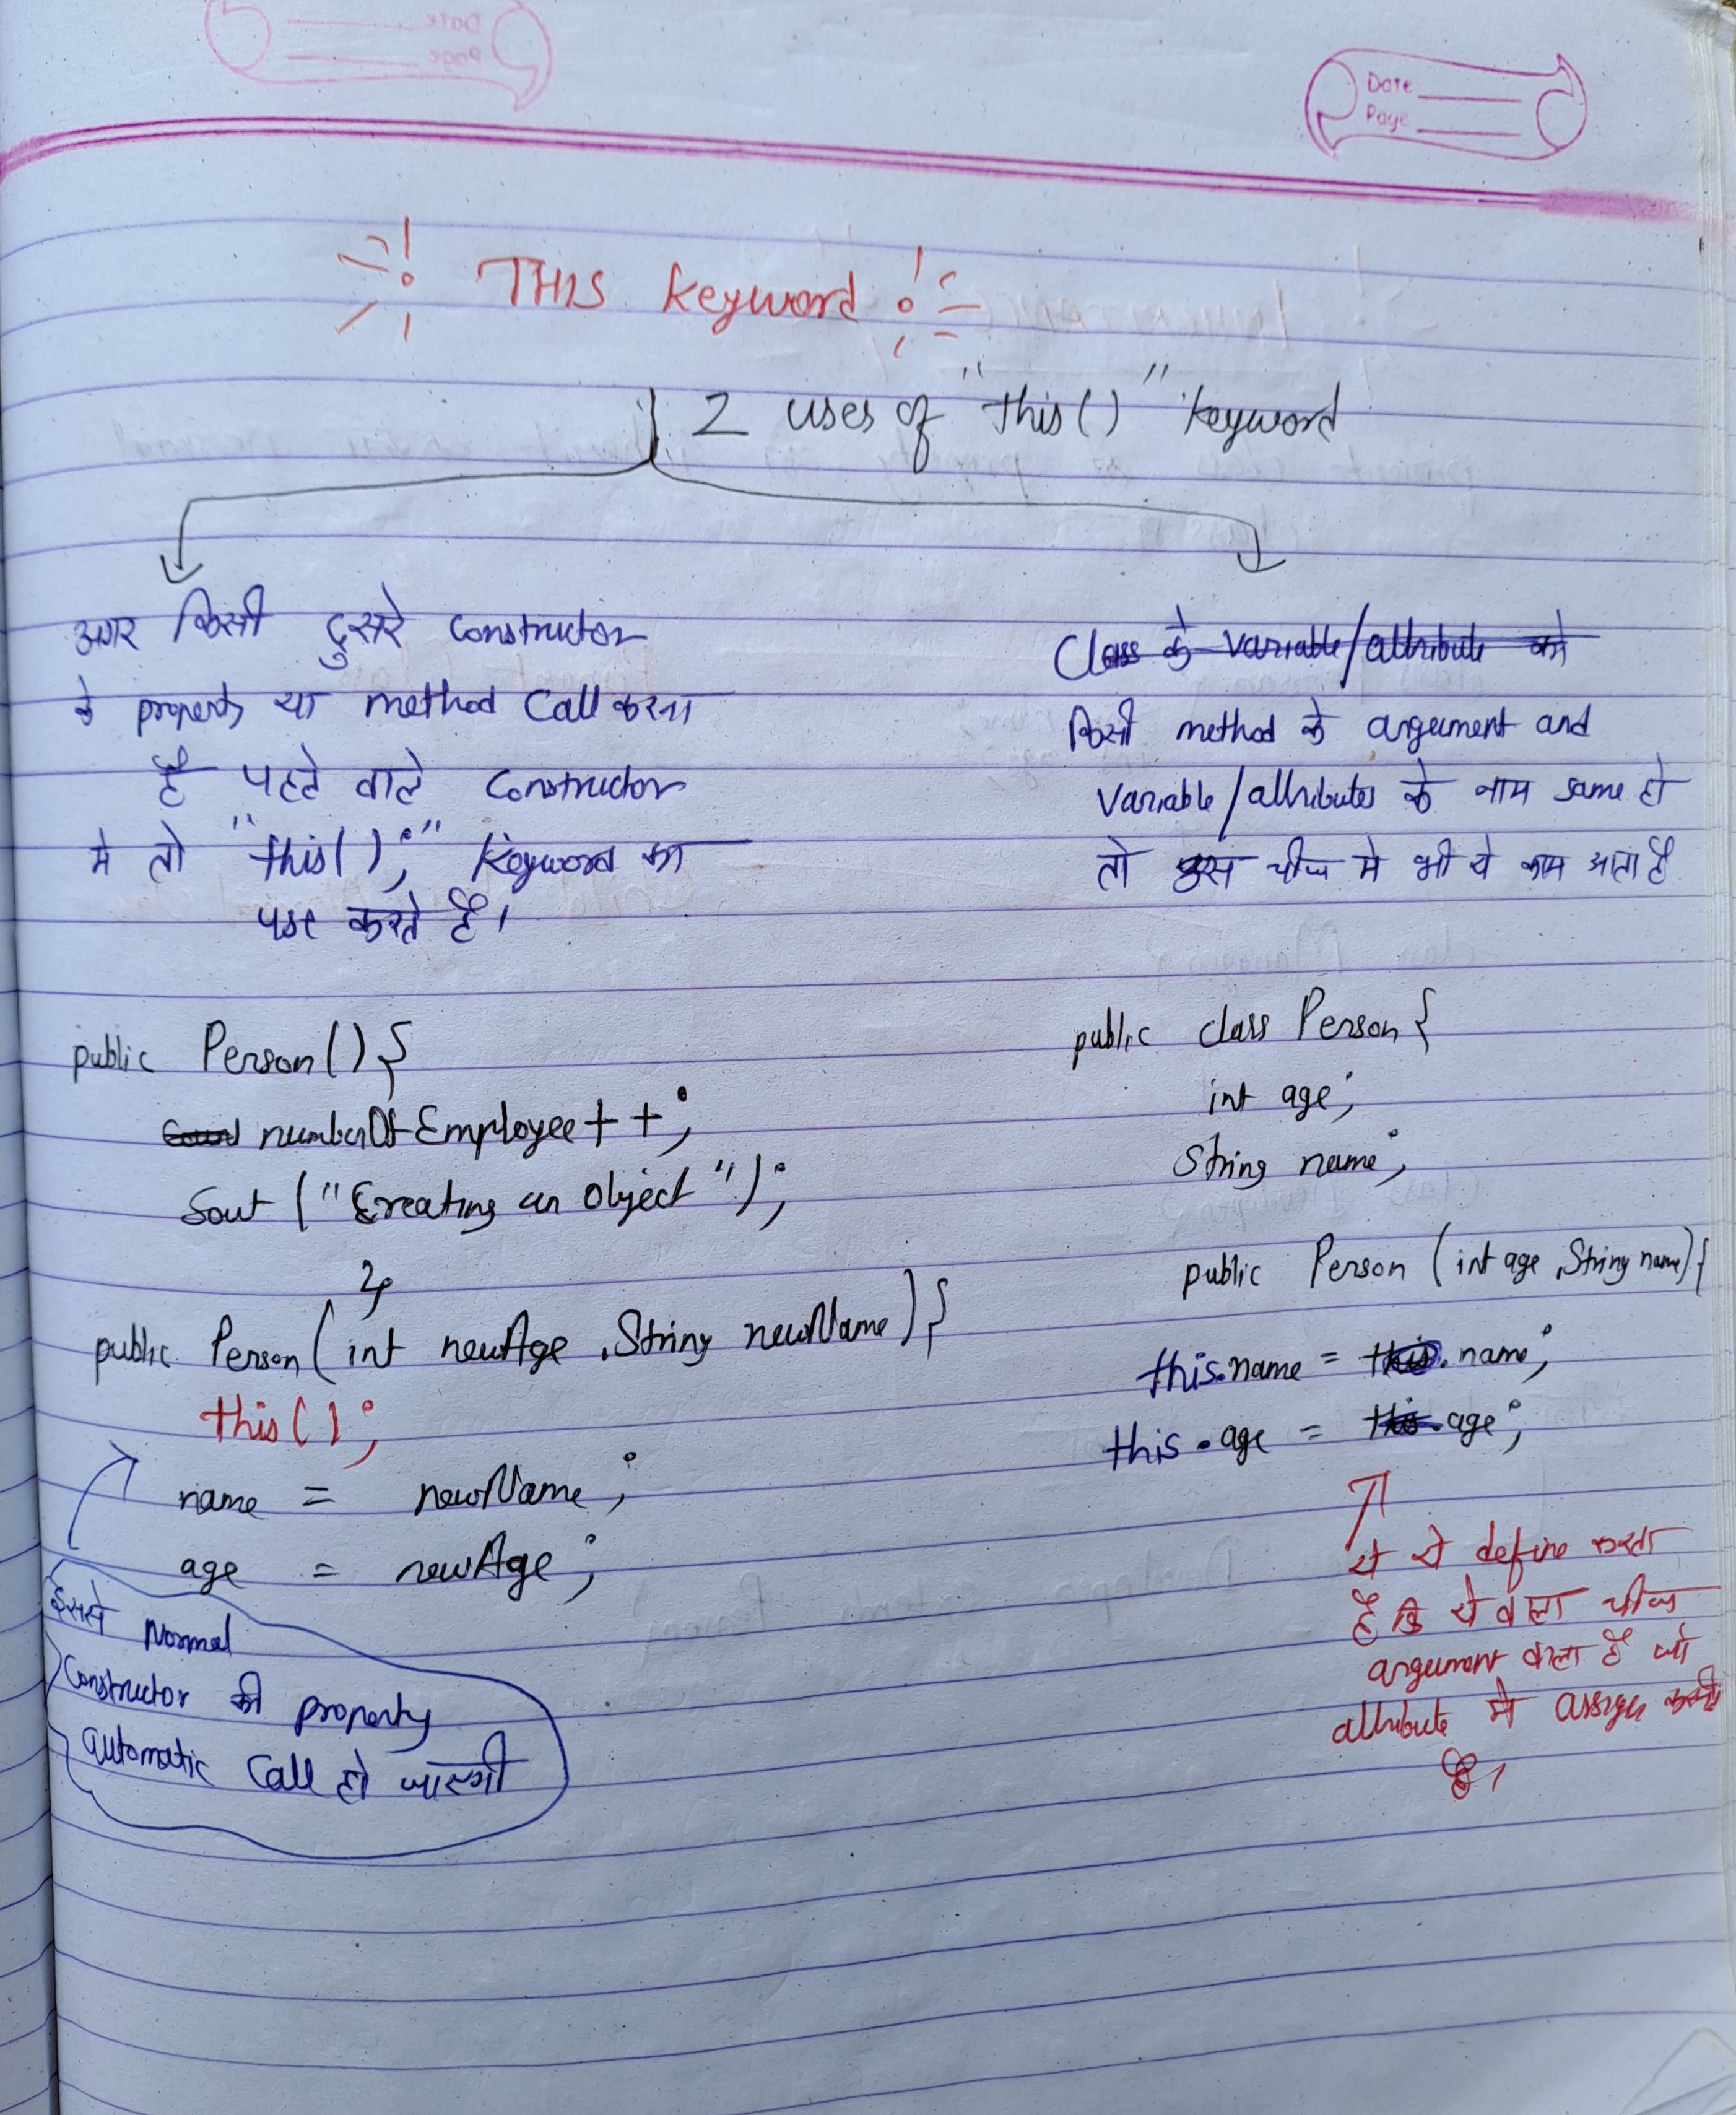 Date
Page
THIS keyword
2 uses of "this()" keyword
अगर किसी दुसरे constructor
के property या method Call करना
है पहले वाले constructor
मे तो "this();" keyword का
use करते है।
Class के variable/attribute को
किसी method के argument and
variable/attributes के नाम same हो
तो उस चीज मे भी ये काम आता है
public Person(){
numberOfEmployee++;
Sout ("Creating an Object");
}
public Person(int newAge, String newName){
this();
name = newName;
age = newAge;
इससे Normal
Constructor की property
automatic Call हो जाएगी
public class Person{
int age;
String name;
public Person (int age, String name){
this.name = this. name;
this.age = this. age;
ये ये define करता
है कि ये वाला चीज
argument वाला है जो
attribute मे assign करनी
है।